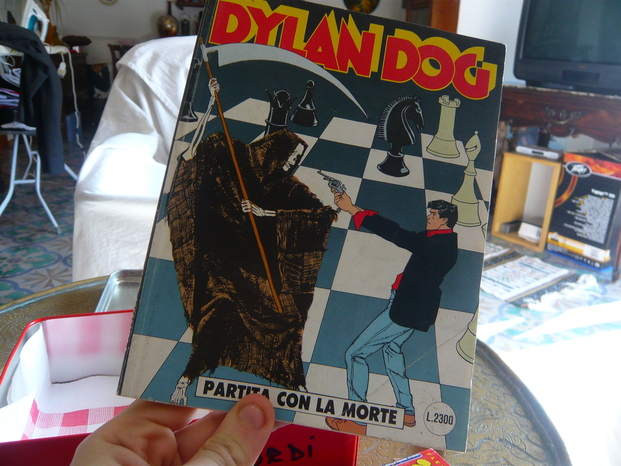 DYLAN DOG
PARTITA CON LA MORTE
L.2300